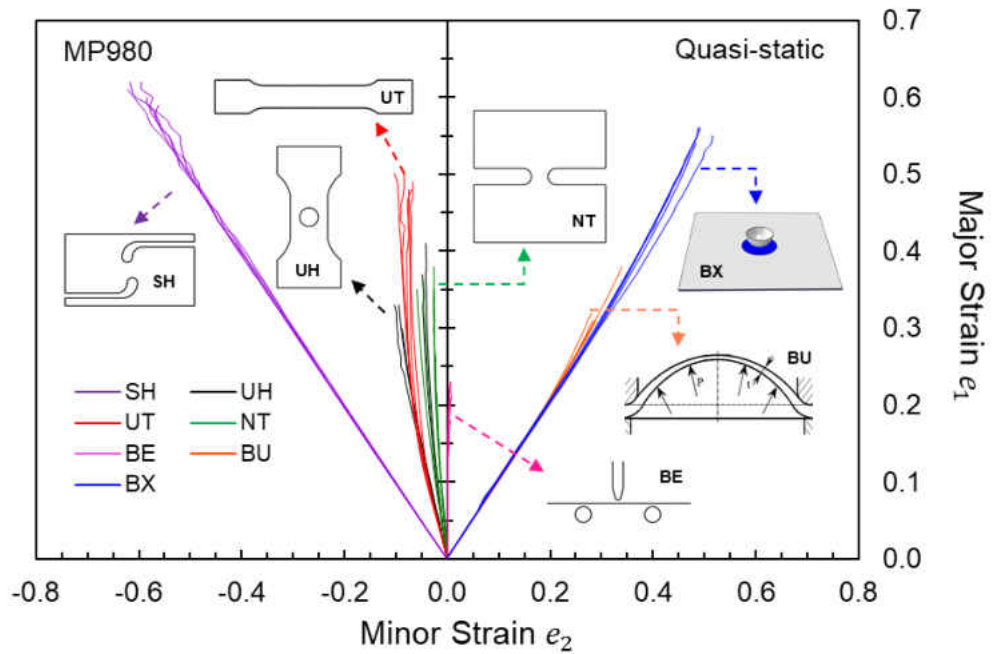 MP980
Quasi-static
UT
UH
NT
SH
BX
BU
P
t
BE
SH
UH
UT
NT
BE
BU
BX
0.7
0.6
0.5
0.4
0.3
0.2
0.1
0.0
Major Strain e1
-0.8
-0.6
-0.4
-0.2
0.0
0.2
0.4
0.6
0.8
Minor Strain e2